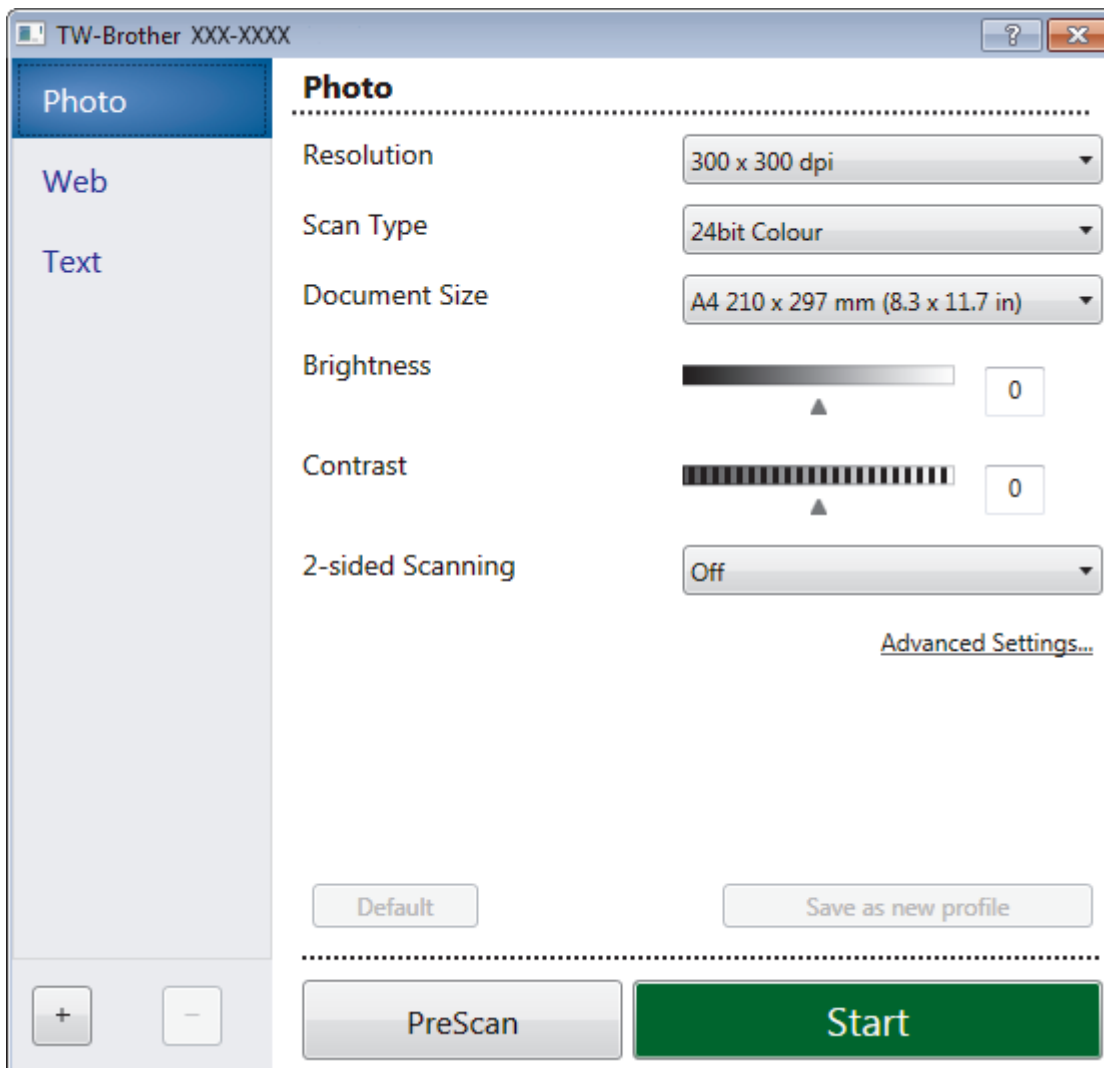 TW-Brother XXX-XXXX
?
Photo
Web
Text
Photo
Resolution
300 x 300 dpi
Scan Type
24bit Colour
Document Size
A4 210 x 297 mm (8.3 x 11.7 in)
Brightness
0
Contrast
0
2-sided Scanning
Off
Advanced Settings...
Default
Save as new profile
+
−
PreScan
Start